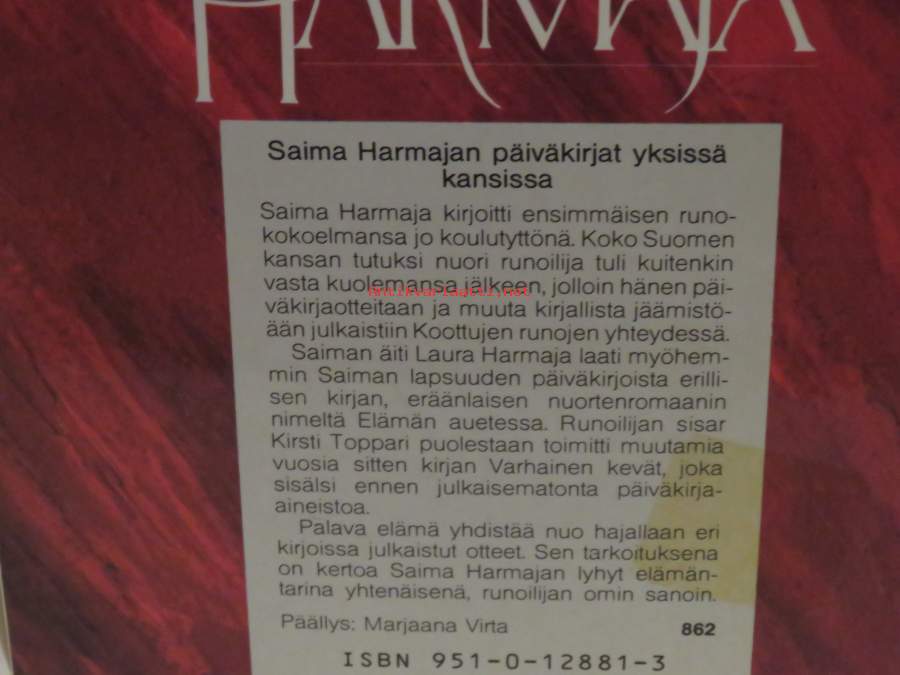 HARMAJA
Saima Harmajan päiväkirjat yksissä
kansissa
Saima Harmaja kirjoitti ensimmäisen runo-
kokoelmansa jo koulutyttönä. Koko Suomen
kansan tutuksi nuori runoilija tuli kuitenkin
vasta kuolemansa jälkeen, jolloin hänen päi-
antikvariaatti.net
väkirjaotteitaan ja muuta kirjallista jäämistö-
ään julkaistiin Koottujen runojen yhteydessä.
Saiman äiti Laura Harmaja laati myöhem-
min Saiman lapsuuden päiväkirjoista erilli-
sen kirjan, eräänlaisen nuortenromaanin
nimeltä Elämän auetessa. Runoilijan sisar
Kirsti Toppari puolestaan toimitti muutamia
vuosia sitten kirjan Varhainen kevät, joka
sisälsi ennen julkaisematonta päiväkirja-
aineistoa.
Palava elämä yhdistää nuo hajallaan eri
kirjoissa julkaistut otteet. Sen tarkoituksena
on kertoa Saima Harmajan lyhyt elämän-
tarina yhtenäisenä, runoilijan omin sanoin.
Päällys: Marjaana Virta 862
ISBN 951-0-12881-3